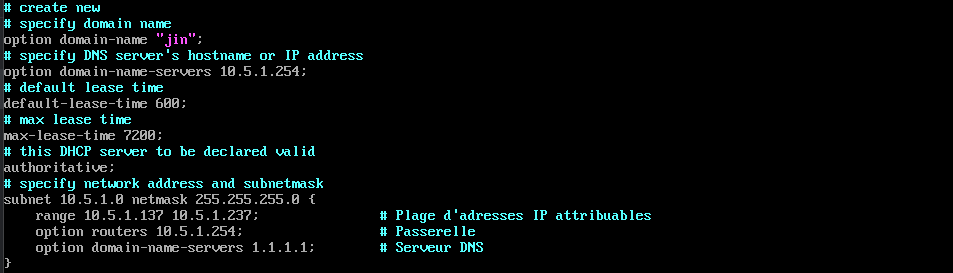 # create new
# specify domain name
option domain-name "jin";
# specify DNS server's hostname or IP address
option domain-name-servers 10.5.1.254;
# default lease time
default-lease-time 600;
# max lease time
max-lease-time 7200;
# this DHCP server to be declared valid
authoritative;
# specify network address and subnetmask
subnet 10.5.1.0 netmask 255.255.255.0 {
    range 10.5.1.137 10.5.1.237;               # Plage d'adresses IP attribuables
    option routers 10.5.1.254;                 # Passerelle
    option domain-name-servers 1.1.1.1;        # Serveur DNS
}